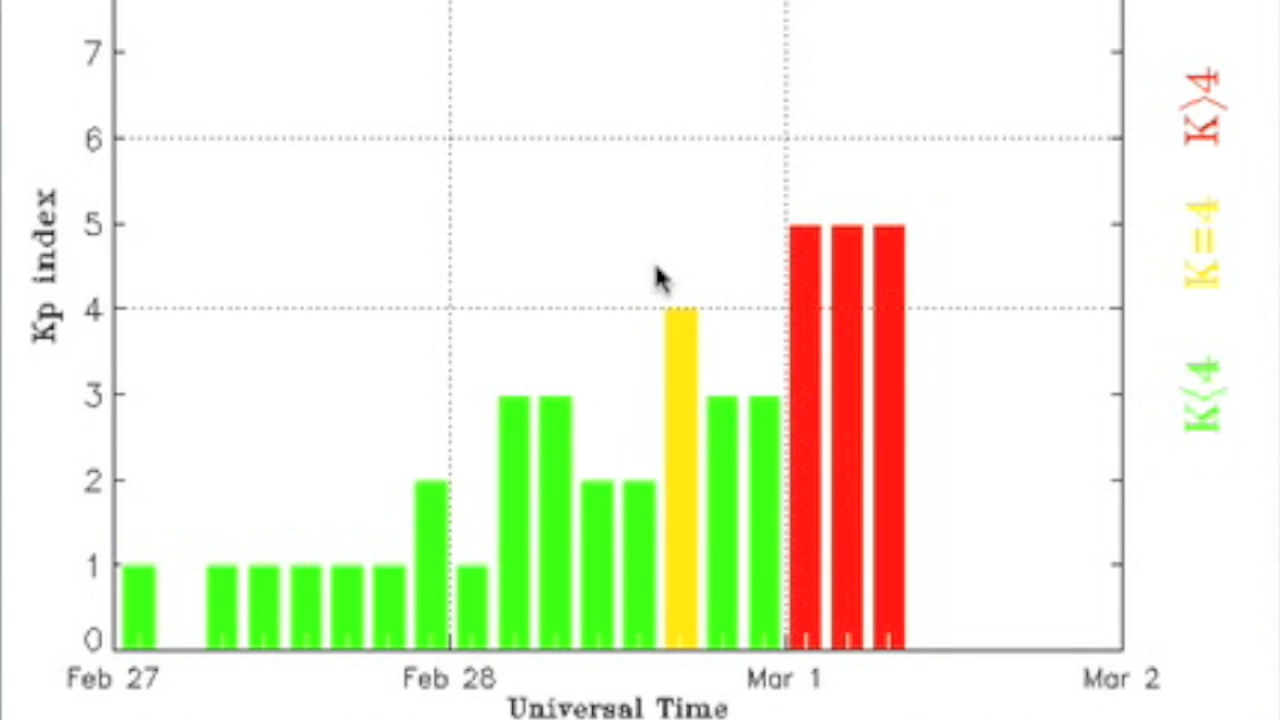 7
6
5
4
3
2
1
0
Kp index
Feb 27
Feb 28
Mar 1
Mar 2
Universal Time
K>4
K=4
K<4